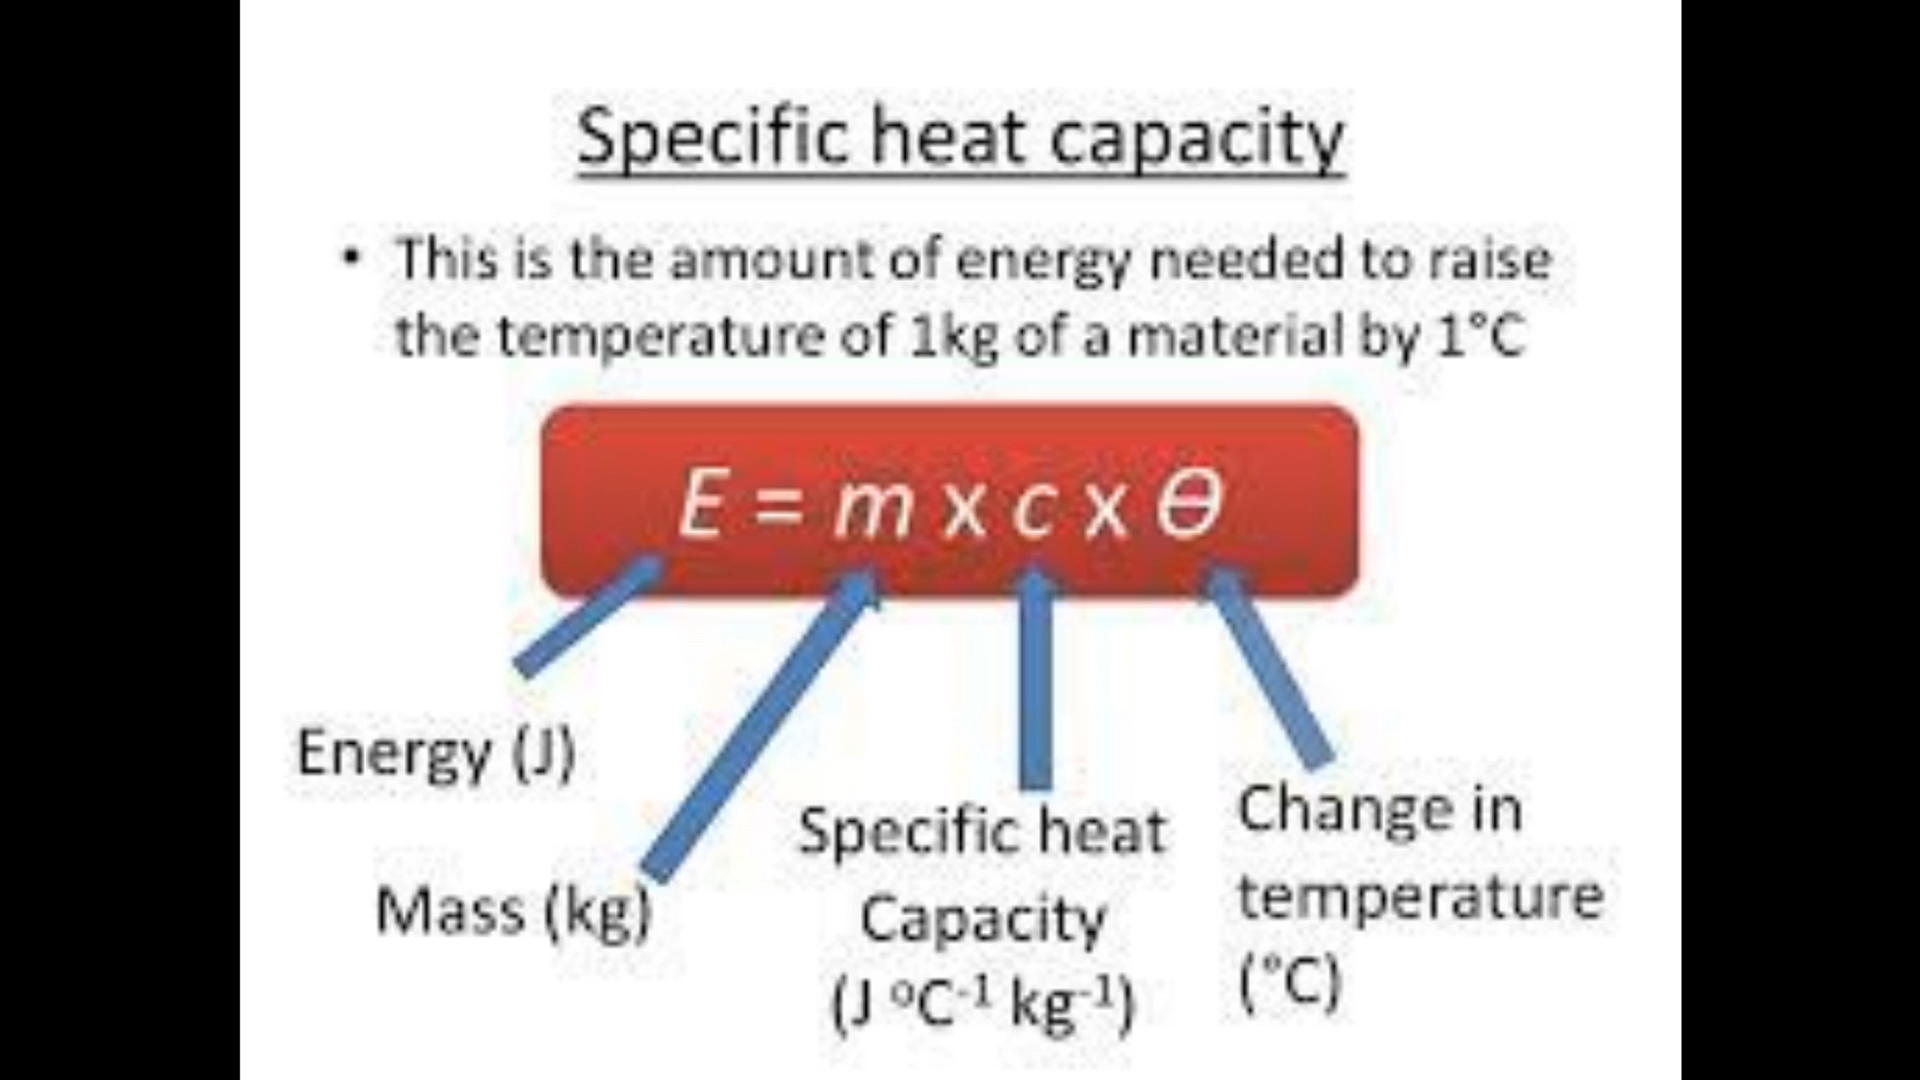 Specific heat capacity
• This is the amount of energy needed to raise
the temperature of 1kg of a material by 1°C
E = m x c x Ɵ
Energy (J)
Mass (kg)
Specific heat
Capacity
(J ⁰C⁻¹ kg⁻¹)
Change in
temperature
(°C)